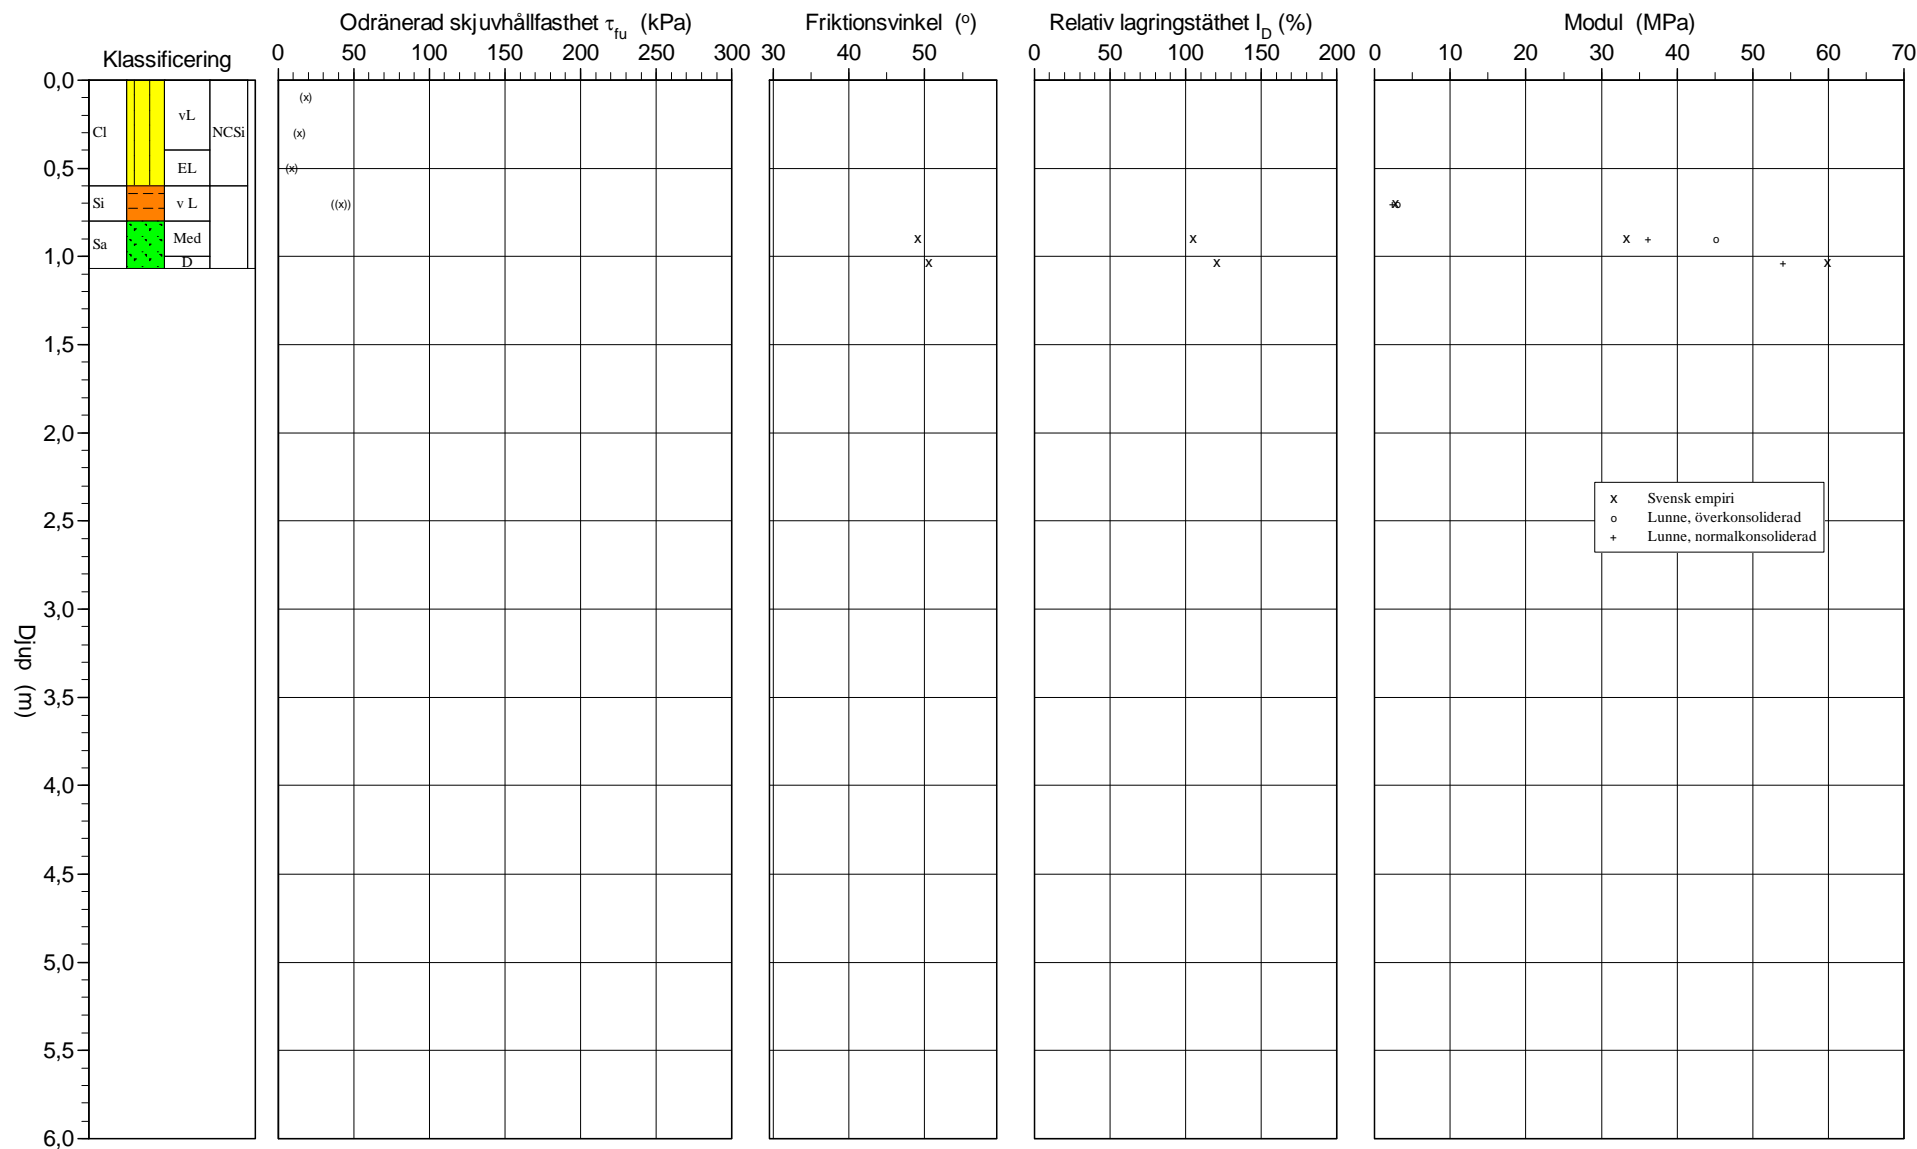 Odränerad skjuvhållfasthet τfu (kPa)
Friktionsvinkel (º)
Relativ lagringstäthet ID (%)
Modul (MPa)
Klassificering
0 50 100 150 200 250 300
30 40 50
0 50 100 150 200
0 10 20 30 40 50 60 70
0,0
0,5
1,0
1,5
2,0
2,5
3,0
3,5
4,0
4,5
5,0
5,5
6,0
Djup (m)
Cl
vL
NCSi
EL
Si
v L
Sa
Med
D
(x)
(x)
(x)
((x))
x
x
x
x
x
x + o
+ x
x Svensk empiri
o Lunne, överkonsoliderad
+ Lunne, normalkonsoliderad